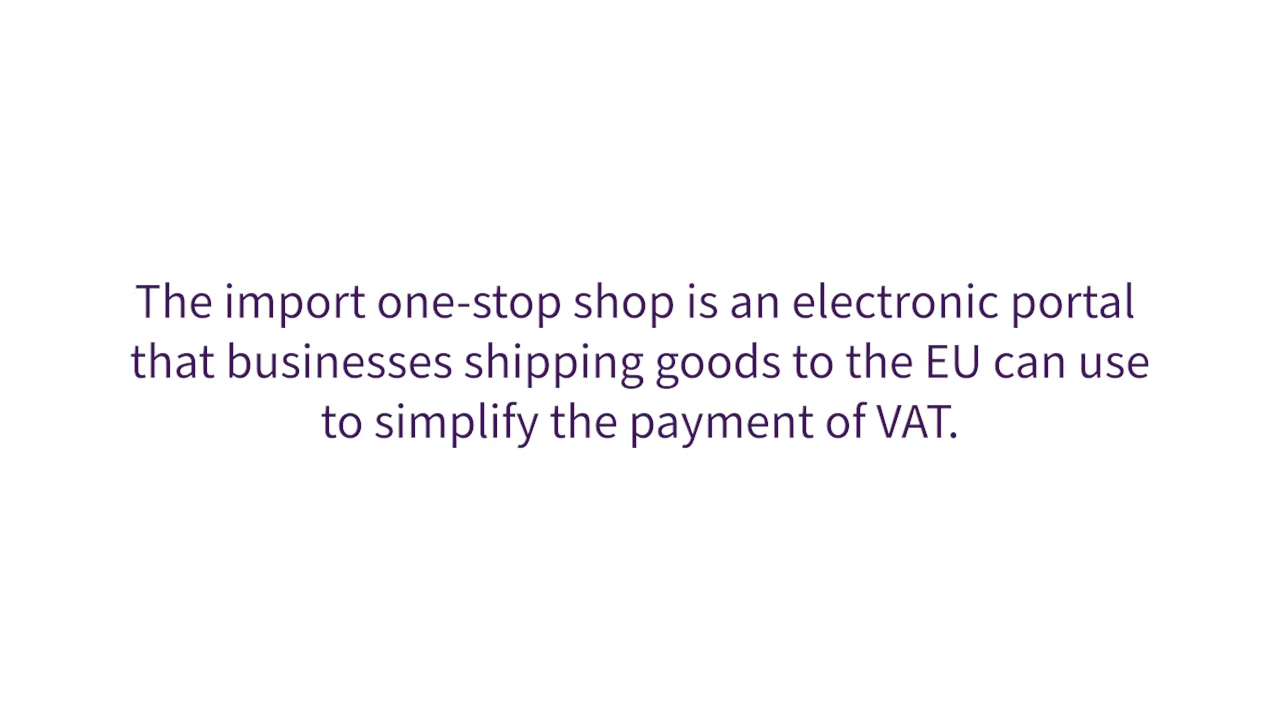 The import one-stop shop is an electronic portal
that businesses shipping goods to the EU can use
to simplify the payment of VAT.